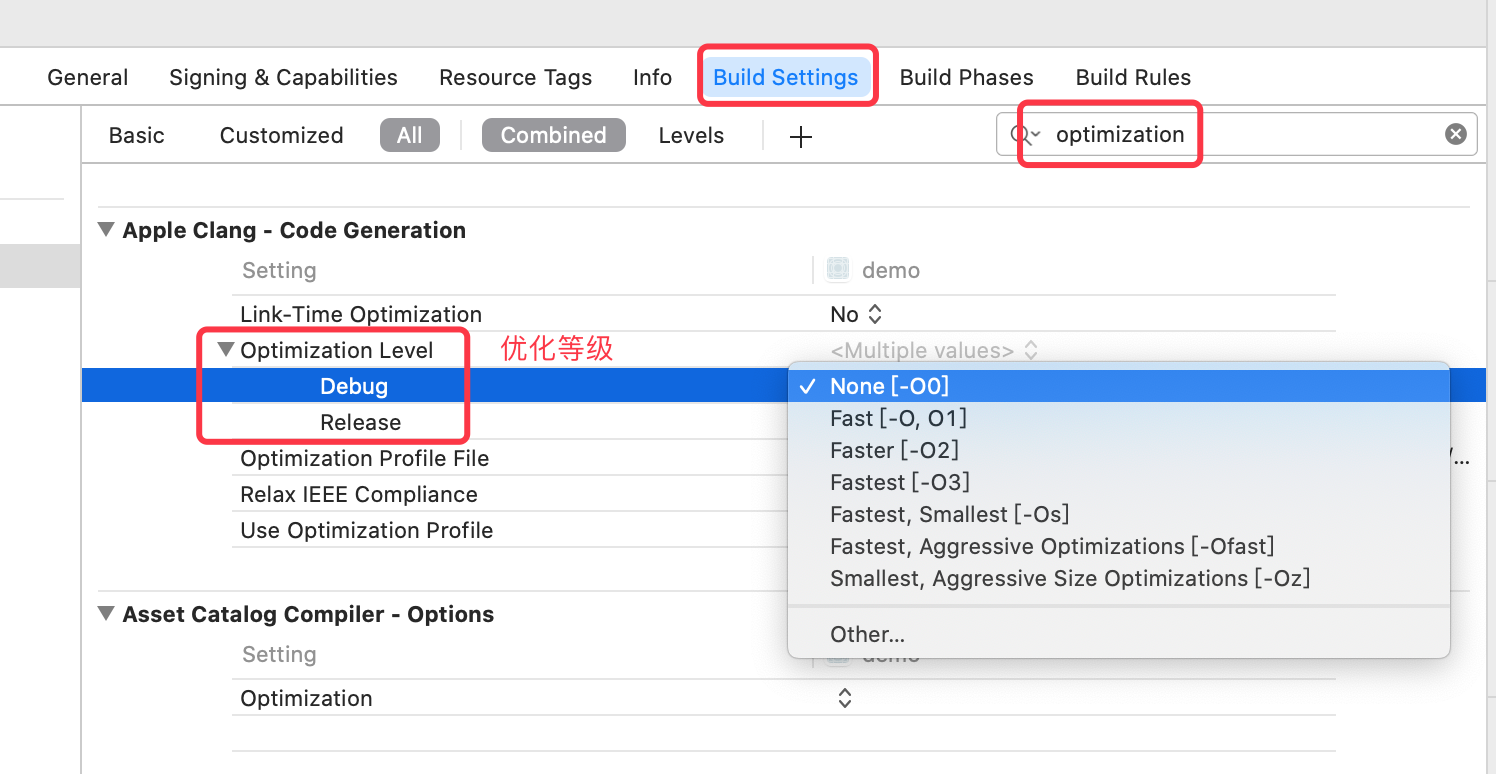 General Signing & Capabilities Resource Tags Info Build Settings Build Phases Build Rules
Basic Customized All Combined Levels optimization
Apple Clang - Code Generation
Setting demo
Link-Time Optimization No
Optimization Level 优化等级 <Multiple values>
Debug None [-O0]
Fast [-O, O1]
Release
Faster [-O2]
Optimization Profile File
Fastest [-O3]
Relax IEEE Compliance
Fastest, Smallest [-Os]
Use Optimization Profile
Fastest, Aggressive Optimizations [-Ofast]
Smallest, Aggressive Size Optimizations [-Oz]
Asset Catalog Compiler - Options
Other...
Setting
Optimization